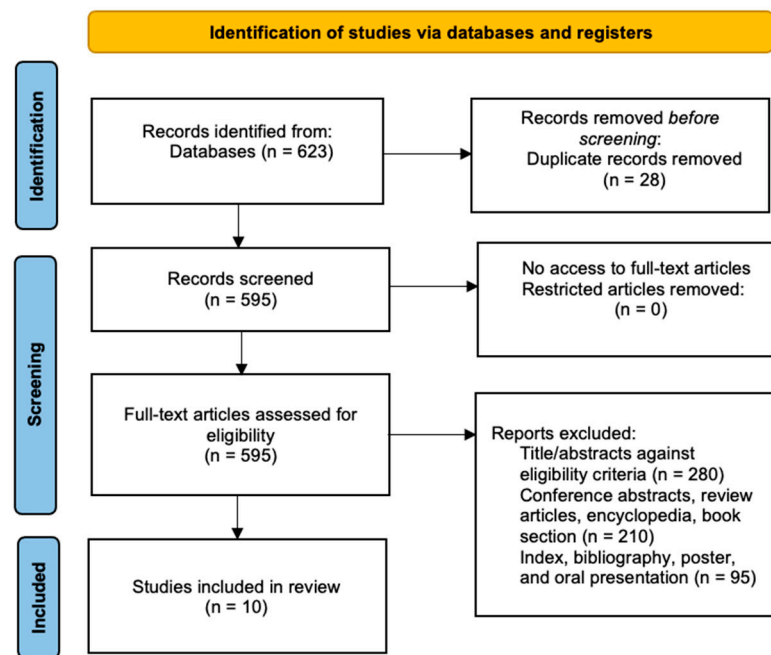 Identification of studies via databases and registers
Identification
Records identified from:
Databases (n = 623)
Records removed before
screening:
Duplicate records removed
(n = 28)
Screening
Records screened
(n = 595)
No access to full-text articles
Restricted articles removed:
(n = 0)
Full-text articles assessed for
eligibility
(n = 595)
Reports excluded:
Title/abstracts against
eligibility criteria (n = 280)
Conference abstracts, review
articles, encyclopedia, book
section
(n = 210)
Index, bibliography, poster,
and oral presentation (n = 95)
Included
Studies included in review
(n = 10)